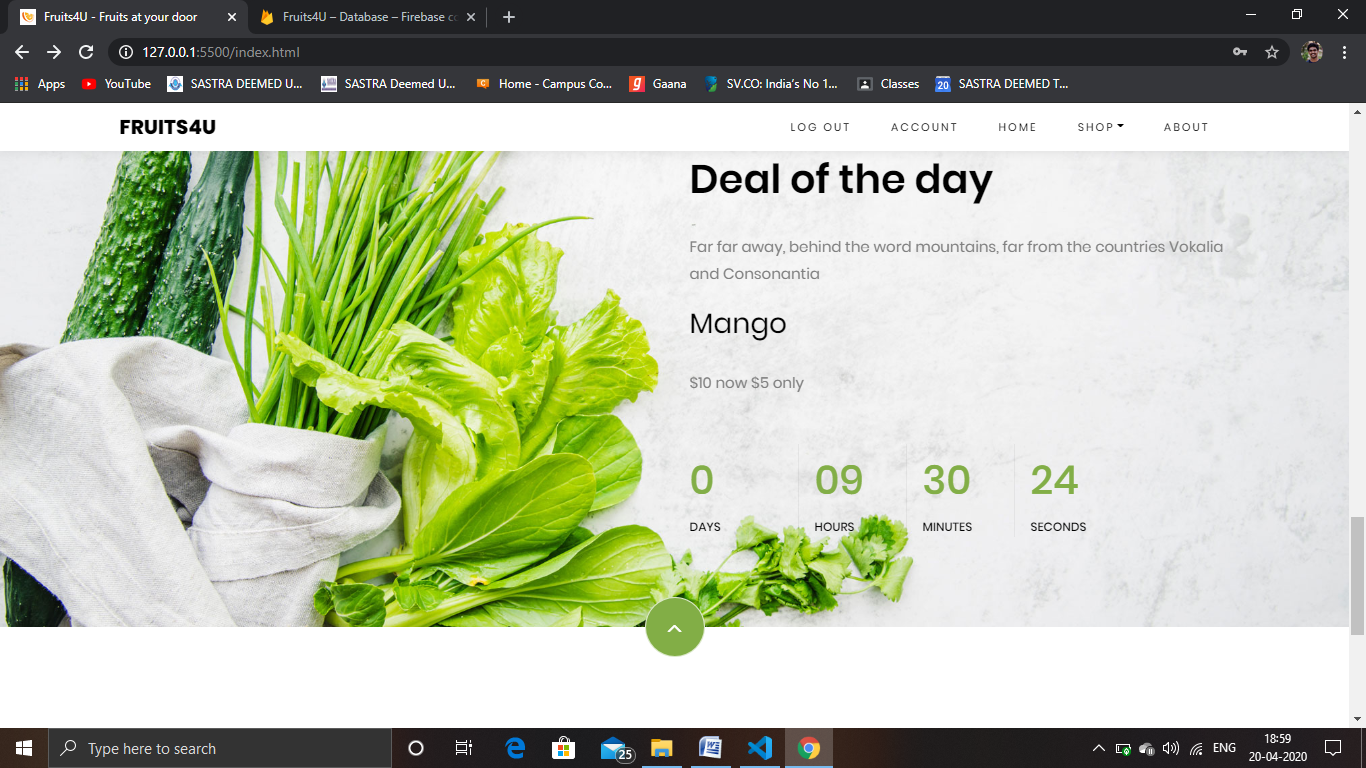 Fruits4U - Fruits at your door
Fruits4U – Database – Firebase co
127.0.0.1:5500/index.html
Apps
YouTube
SASTRA DEEMED U...
SASTRA Deemed U...
Home - Campus Co...
Gaana
SV.CO: India's No 1...
Classes
20
SASTRA DEEMED T...
FRUITS4U
LOG OUT
ACCOUNT
HOME
SHOP
ABOUT
Deal of the day
Far far away, behind the word mountains, far from the countries Vokalia
and Consonantia
Mango
$10 now $5 only
0
09
30
24
DAYS
HOURS
MINUTES
SECONDS
Type here to search
25
ENG
18:59
20-04-2020